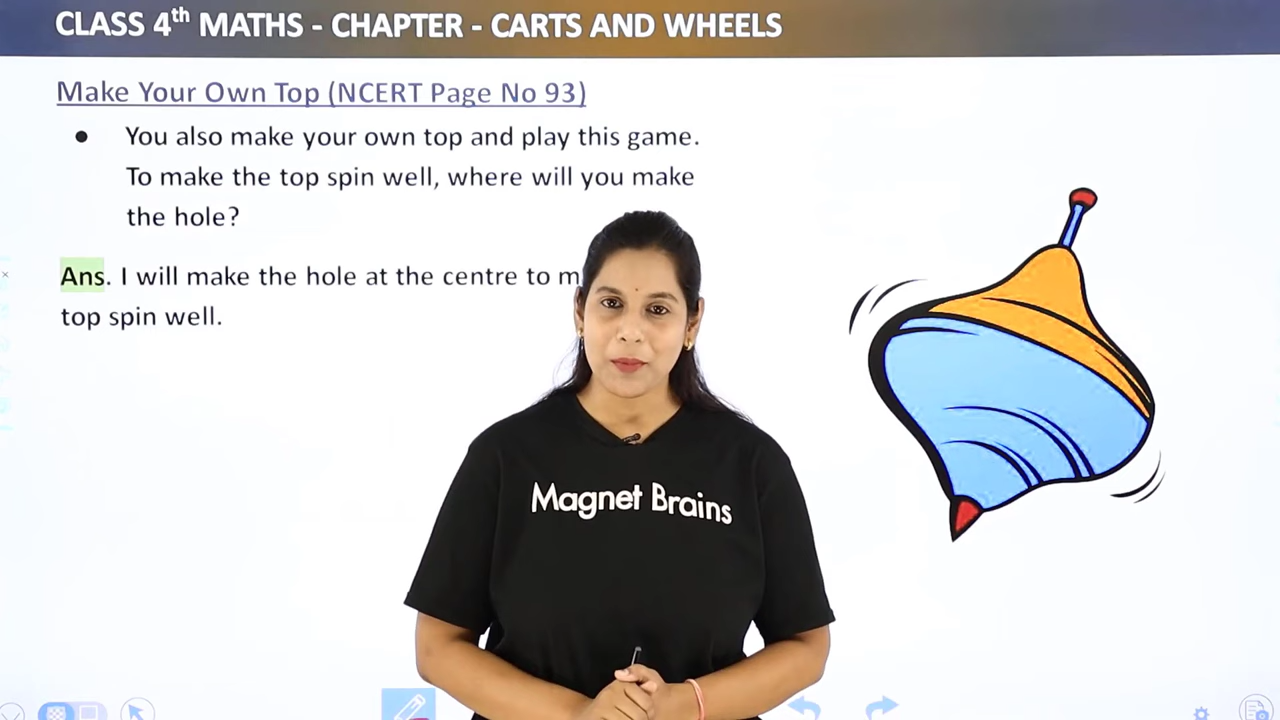 CLASS 4th MATHS - CHAPTER - CARTS AND WHEELS
Make Your Own Top (NCERT Page No 93)
● You also make your own top and play this game.
To make the top spin well, where will you make
the hole?
Ans. I will make the hole at the centre to
top spin well.
Magnet Brains